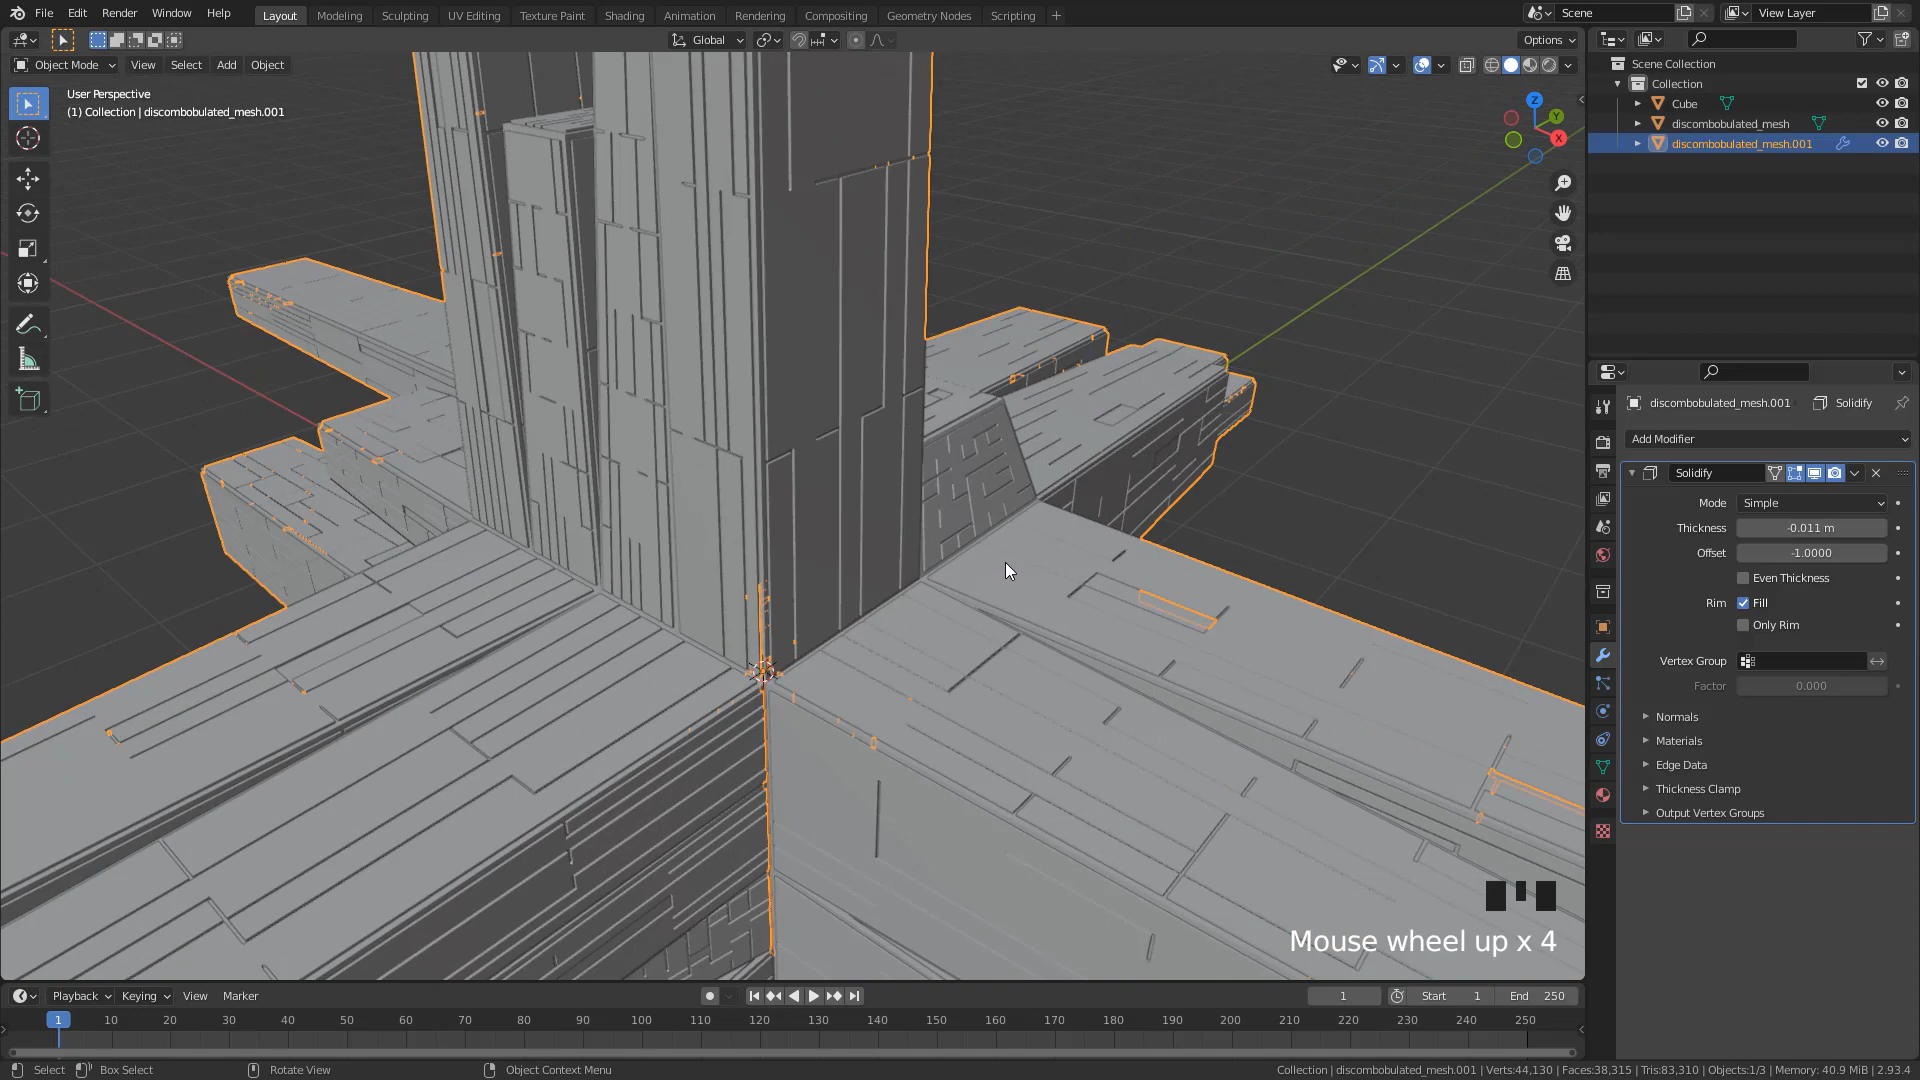 File Edit Render Window Help Layout Modeling Sculpting UV Editing Texture Paint Shading Animation Rendering Compositing Geometry Nodes Scripting + Scene View Layer
Global Options
Object Mode View Select Add Object
User Perspective
(1) Collection | discombobulated_mesh.001
Z
Y
X
Scene Collection
Collection
Cube
discombobulated_mesh
discombobulated_mesh.001
discombobulated_mesh.001 Solidify
Add Modifier
Solidify
Mode Simple
Thickness -0.011 m
Offset -1.0000
Even Thickness
Rim Fill
Only Rim
Vertex Group
Factor 0.000
Normals
Materials
Edge Data
Thickness Clamp
Output Vertex Groups
Mouse wheel up x 4
Playback Keying View Marker 1 Start 1 End 250
1 10 20 30 40 50 60 70 80 90 100 110 120 130 140 150 160 170 180 190 200 210 220 230 240 250
Select Box Select Rotate View Object Context Menu Collection | discombobulated_mesh.001 | Verts:44,130 | Faces:38,315 | Tris:83,310 | Objects:1/3 | Memory: 40.9 MiB | 2.93.4